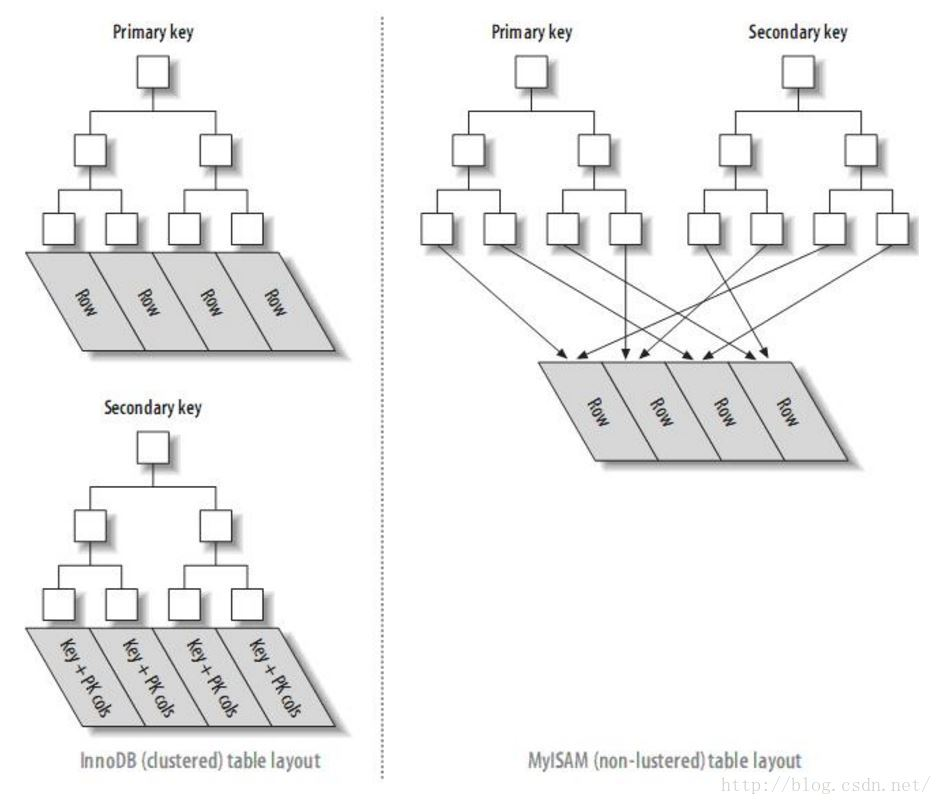 Primary key
Row
Row
Row
Row
Secondary key
Key + PK cols
Key + PK cols
Key + PK cols
Key + PK cols
InnoDB (clustered) table layout
Primary key
Secondary key
Row
Row
Row
Row
MyISAM (non-lustered) table layout
http://blog.csdn.net/